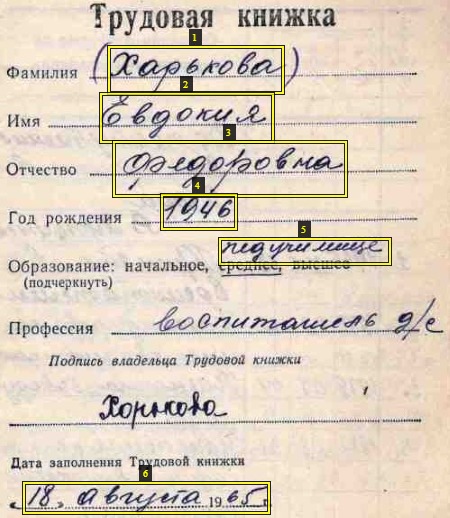 Трудовая книжка
1
Фамилия (Харькова)
2
Имя Евдокия
3
Отчество Федоровна
4
Год рождения 1946
5
педучилище
Образование: начальное, среднее, высшее
(подчеркнуть)
Профессия воспитатель д/с
Подпись владельца Трудовой книжки
Харькова
Дата заполнения Трудовой книжки
6
«18» августа 1965г.